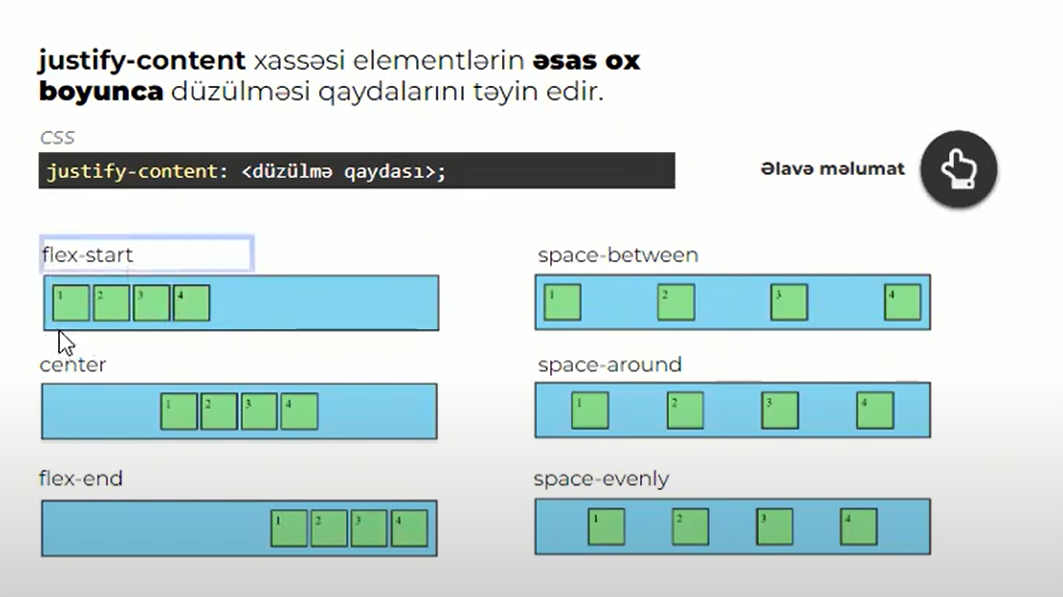 justify-content xassəsi elementlərin əsas ox
boyunca düzülməsi qaydalarını təyin edir.
CSS
justify-content: <düzülmə qaydası>;
Əlavə məlumat
flex-start
1 2 3 4
center
1 2 3 4
flex-end
1 2 3 4
space-between
1 2 3 4
space-around
1 2 3 4
space-evenly
1 2 3 4